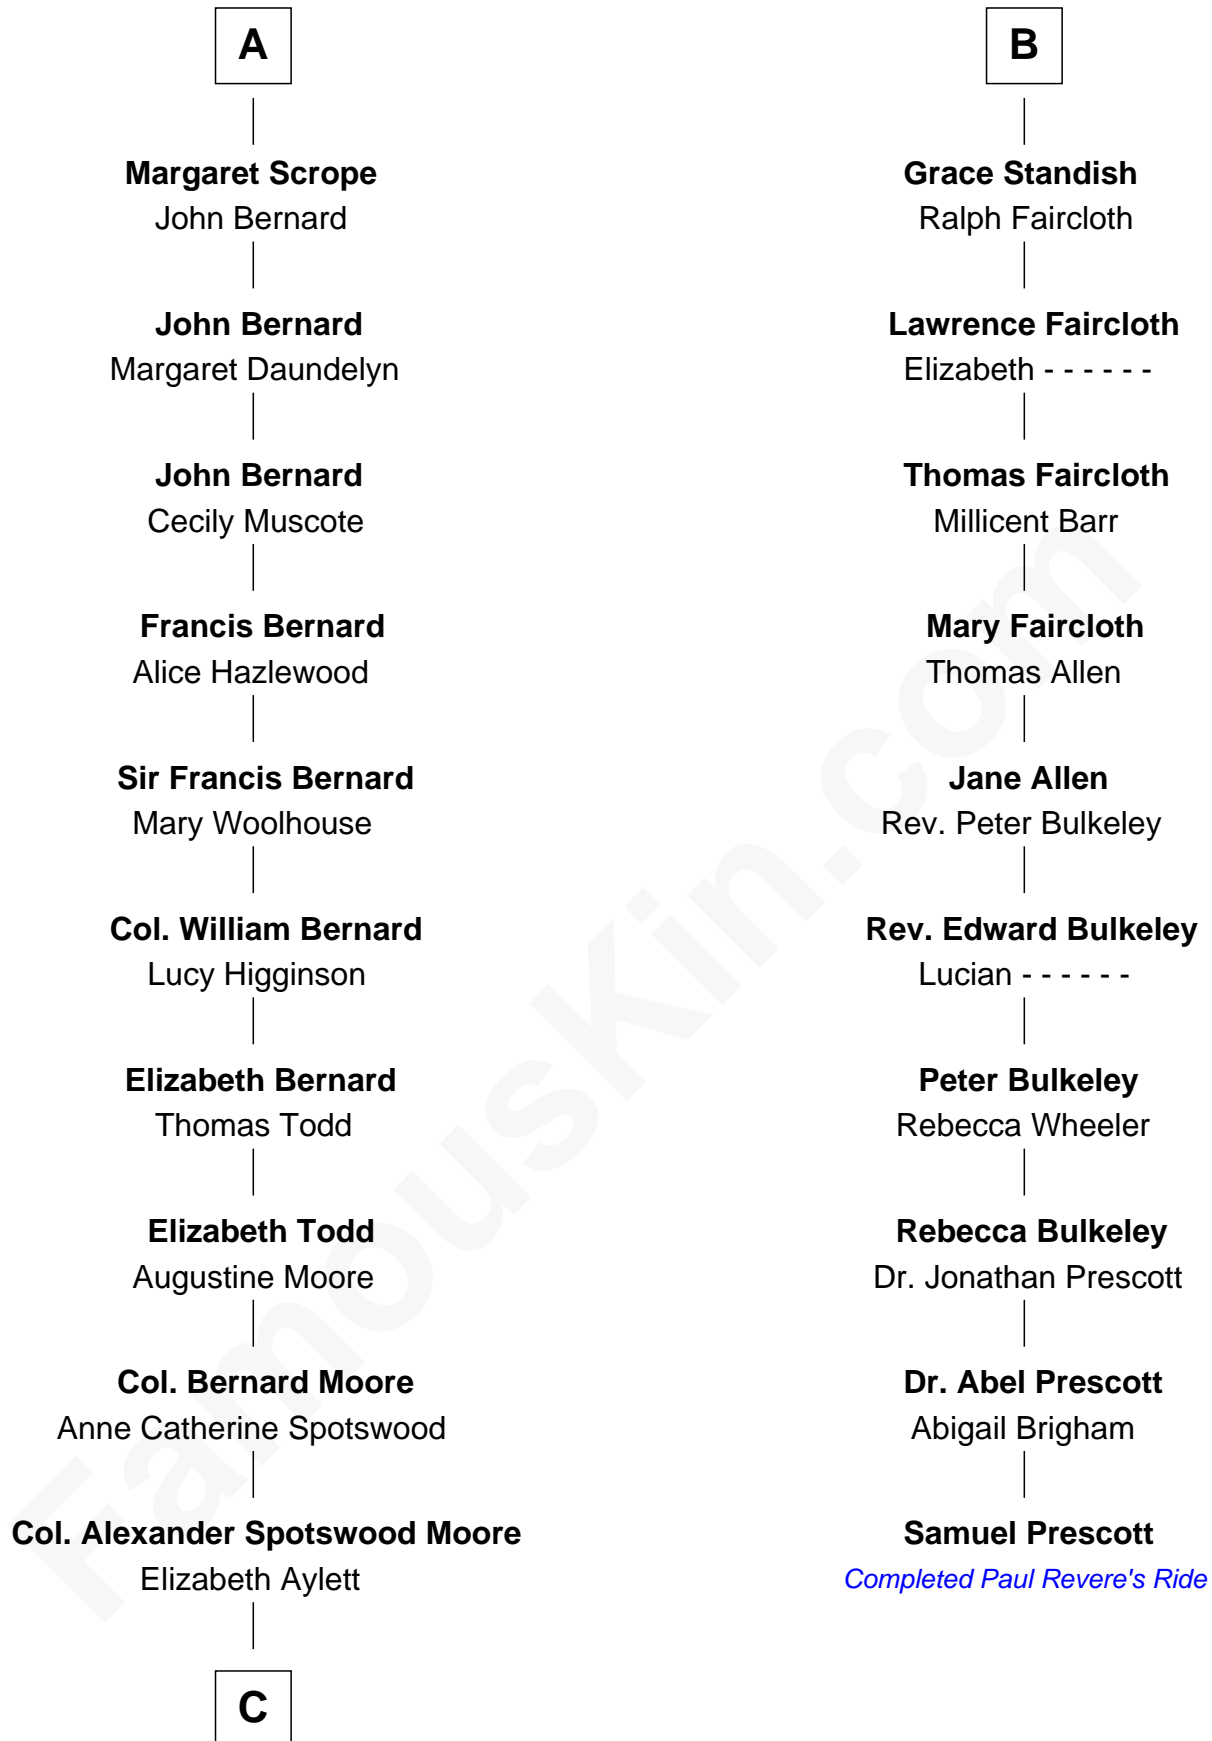 A
Margaret Scrope
John Bernard
John Bernard
Margaret Daundelyn
John Bernard
Cecily Muscote
Francis Bernard
Alice Hazlewood
Sir Francis Bernard
Mary Woolhouse
Col. William Bernard
Lucy Higginson
Elizabeth Bernard
Thomas Todd
Elizabeth Todd
Augustine Moore
Col. Bernard Moore
Anne Catherine Spotswood
Col. Alexander Spotswood Moore
Elizabeth Aylett
C
B
Grace Standish
Ralph Faircloth
Lawrence Faircloth
Elizabeth - - - - - -
Thomas Faircloth
Millicent Barr
Mary Faircloth
Thomas Allen
Jane Allen
Rev. Peter Bulkeley
Rev. Edward Bulkeley
Lucian - - - - - -
Peter Bulkeley
Rebecca Wheeler
Rebecca Bulkeley
Dr. Jonathan Prescott
Dr. Abel Prescott
Abigail Brigham
Samuel Prescott
Completed Paul Revere's Ride
FamousKin.com